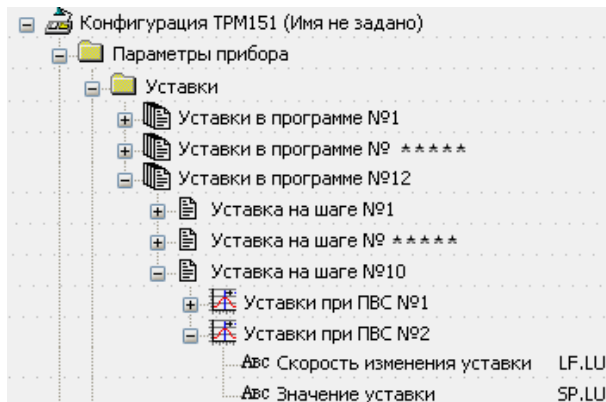 Конфигурация ТРМ151 (Имя не задано)
Параметры прибора
Уставки
Уставки в программе №1
Уставки в программе № *****
Уставки в программе №12
Уставка на шаге №1
Уставка на шаге № *****
Уставка на шаге №10
Уставки при ПВС №1
Уставки при ПВС №2
Авс Скорость изменения уставки LF.LU
Авс Значение уставки SP.LU